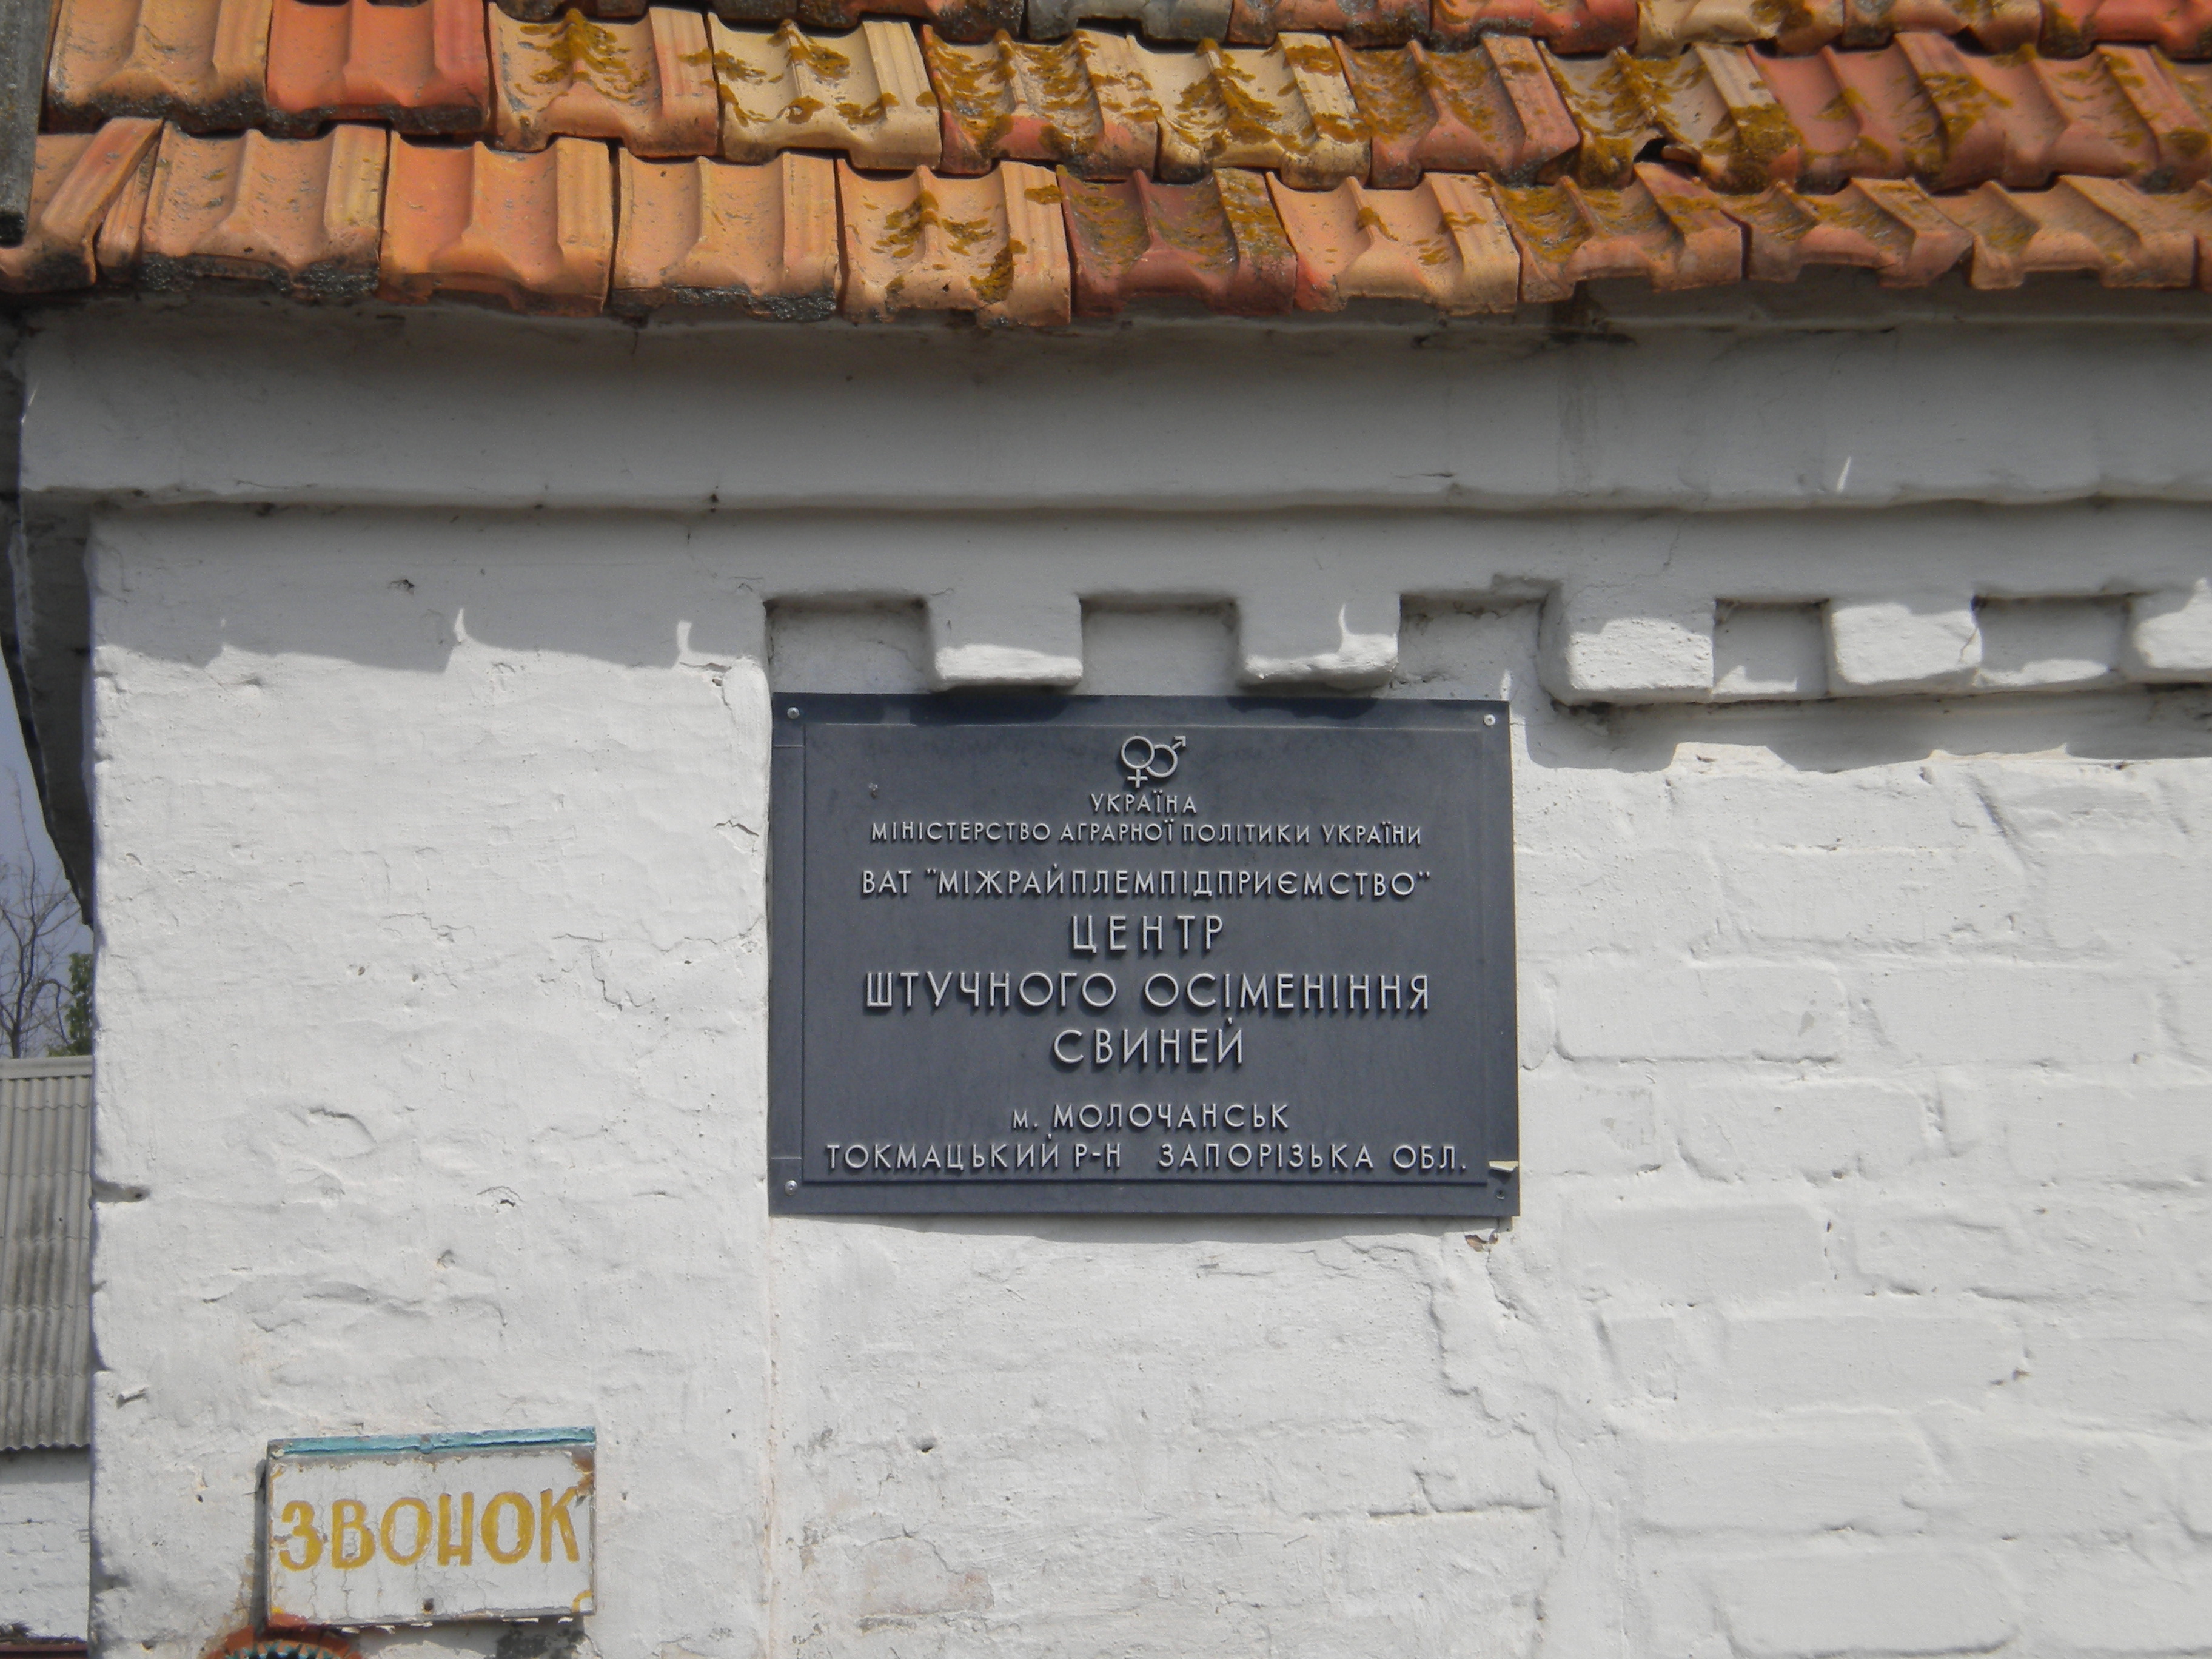 УКРАЇНА
МІНІСТЕРСТВО АГРАРНОЇ ПОЛІТИКИ УКРАЇНИ
ВАТ "МІЖРАЙПЛЕМПІДПРИЄМСТВО"
ЦЕНТР
ШТУЧНОГО ОСІМЕНІННЯ
СВИНЕЙ
м. МОЛОЧАНСЬК
ТОКМАЦЬКИЙ Р-Н ЗАПОРІЗЬКА ОБЛ.
ЗВОНОК